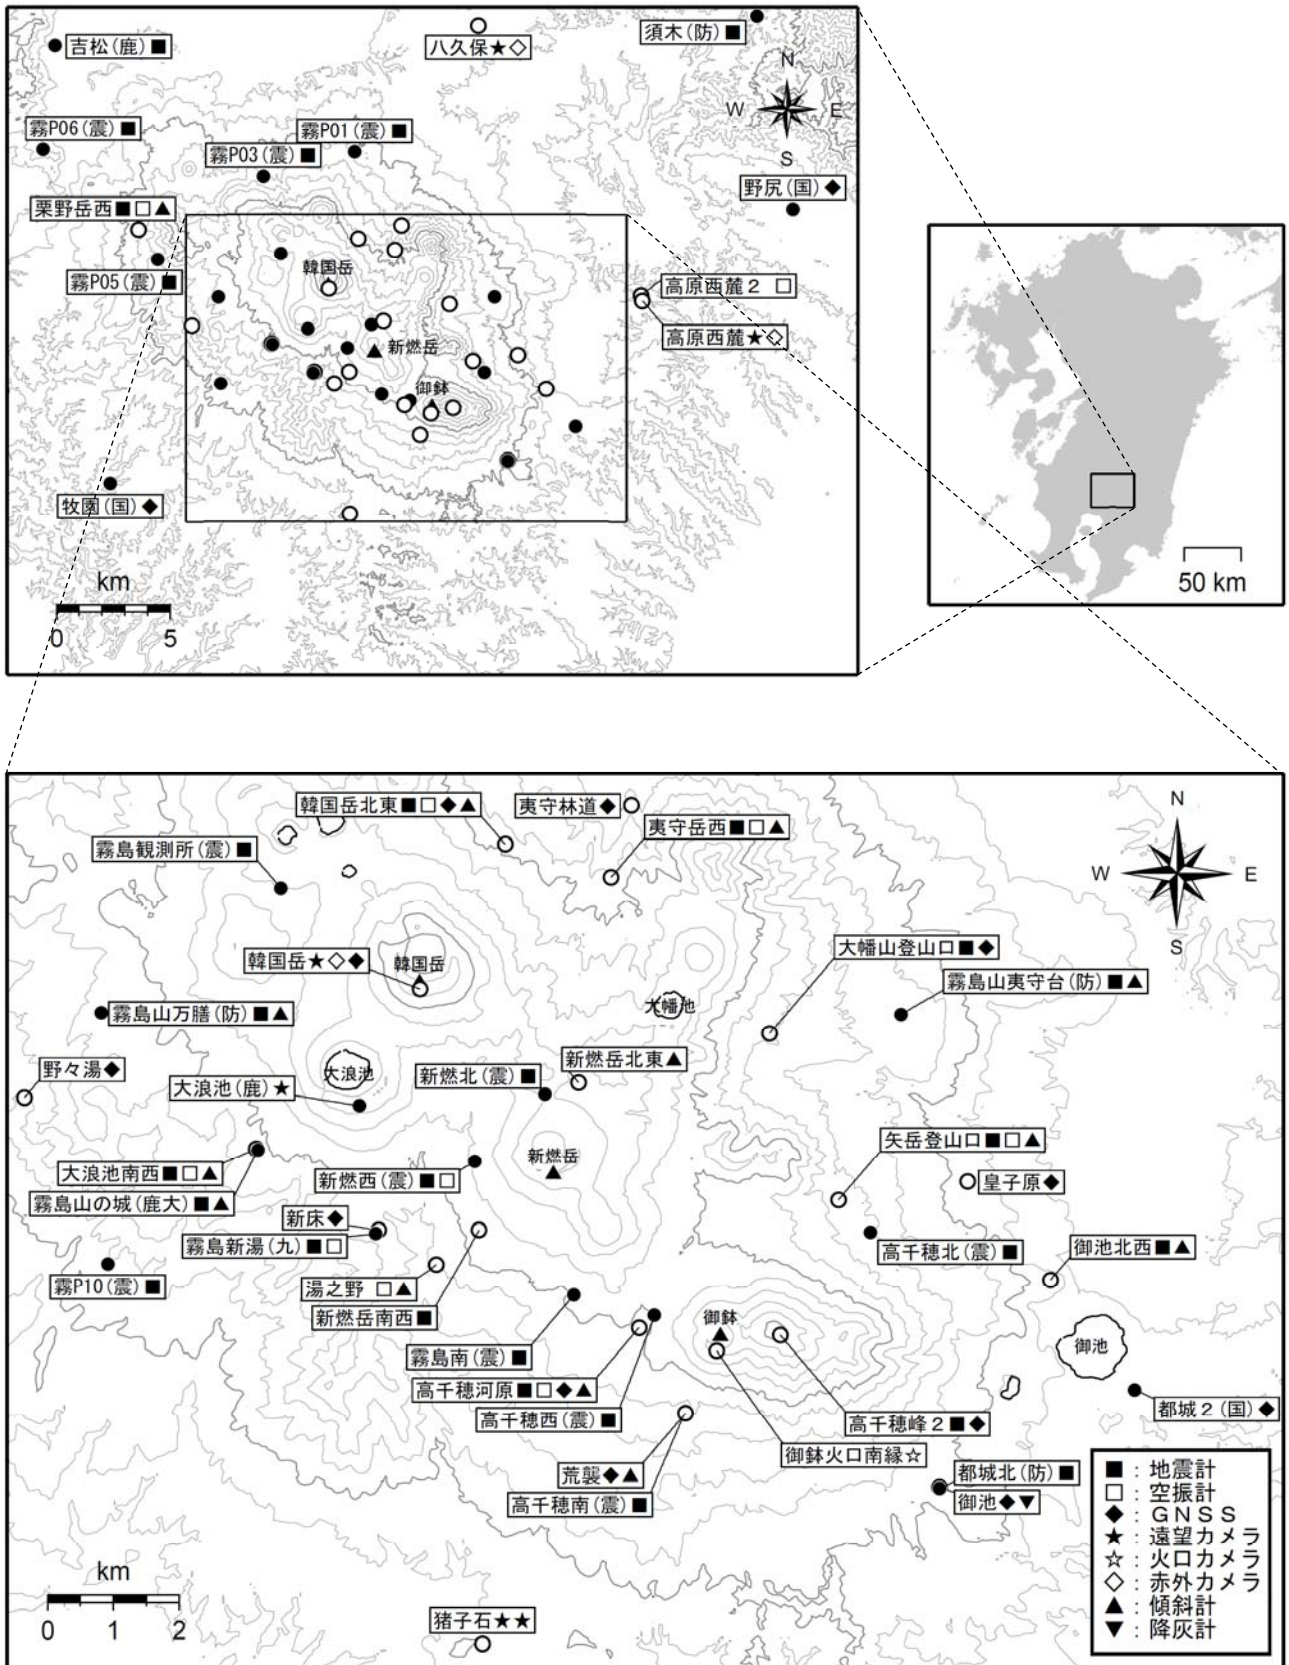 吉松(鹿)■
八久保★◇
須木(防)■
N
W E
S
霧P06(震)■
霧P01(震)■
霧P03(震)■
野尻(国)◆
栗野岳西■□▲
霧P05(震)■
韓国岳
高原西麓2 □
高原西麓★◇
新燃岳
御鉢
牧園(国)◆
km
0 5
50 km
韓国岳北東■□◆▲
夷守林道◆
夷守岳西■□▲
霧島観測所(震)■
N
W E
S
韓国岳★◇◆
韓国岳
大幡山登山口■◆
霧島山夷守台(防)■▲
大幡池
霧島山万膳(防)■▲
野々湯◆
大浪池
大浪池(鹿)★
新燃北(震)■
新燃岳北東▲
大浪池南西■□▲
霧島山の城(鹿大)■▲
新燃西(震)■□
新燃岳
矢岳登山口■□▲
皇子原◆
新床◆
霧島新湯(九)■□
高千穂北(震)■
御池北西■▲
霧P10(震)■
湯之野 □▲
新燃岳南西■
御鉢
御池
霧島南(震)■
高千穂河原■□◆▲
高千穂西(震)■
高千穂峰2■◆
都城2(国)◆
御鉢火口南縁☆
荒襲◆▲
高千穂南(震)■
都城北(防)■
御池◆▼
猪子石★★
km
0 1 2
■:地震計
□:空振計
◆:GNSS
★:遠望カメラ
☆:火口カメラ
◇:赤外カメラ
▲:傾斜計
▼:降灰計